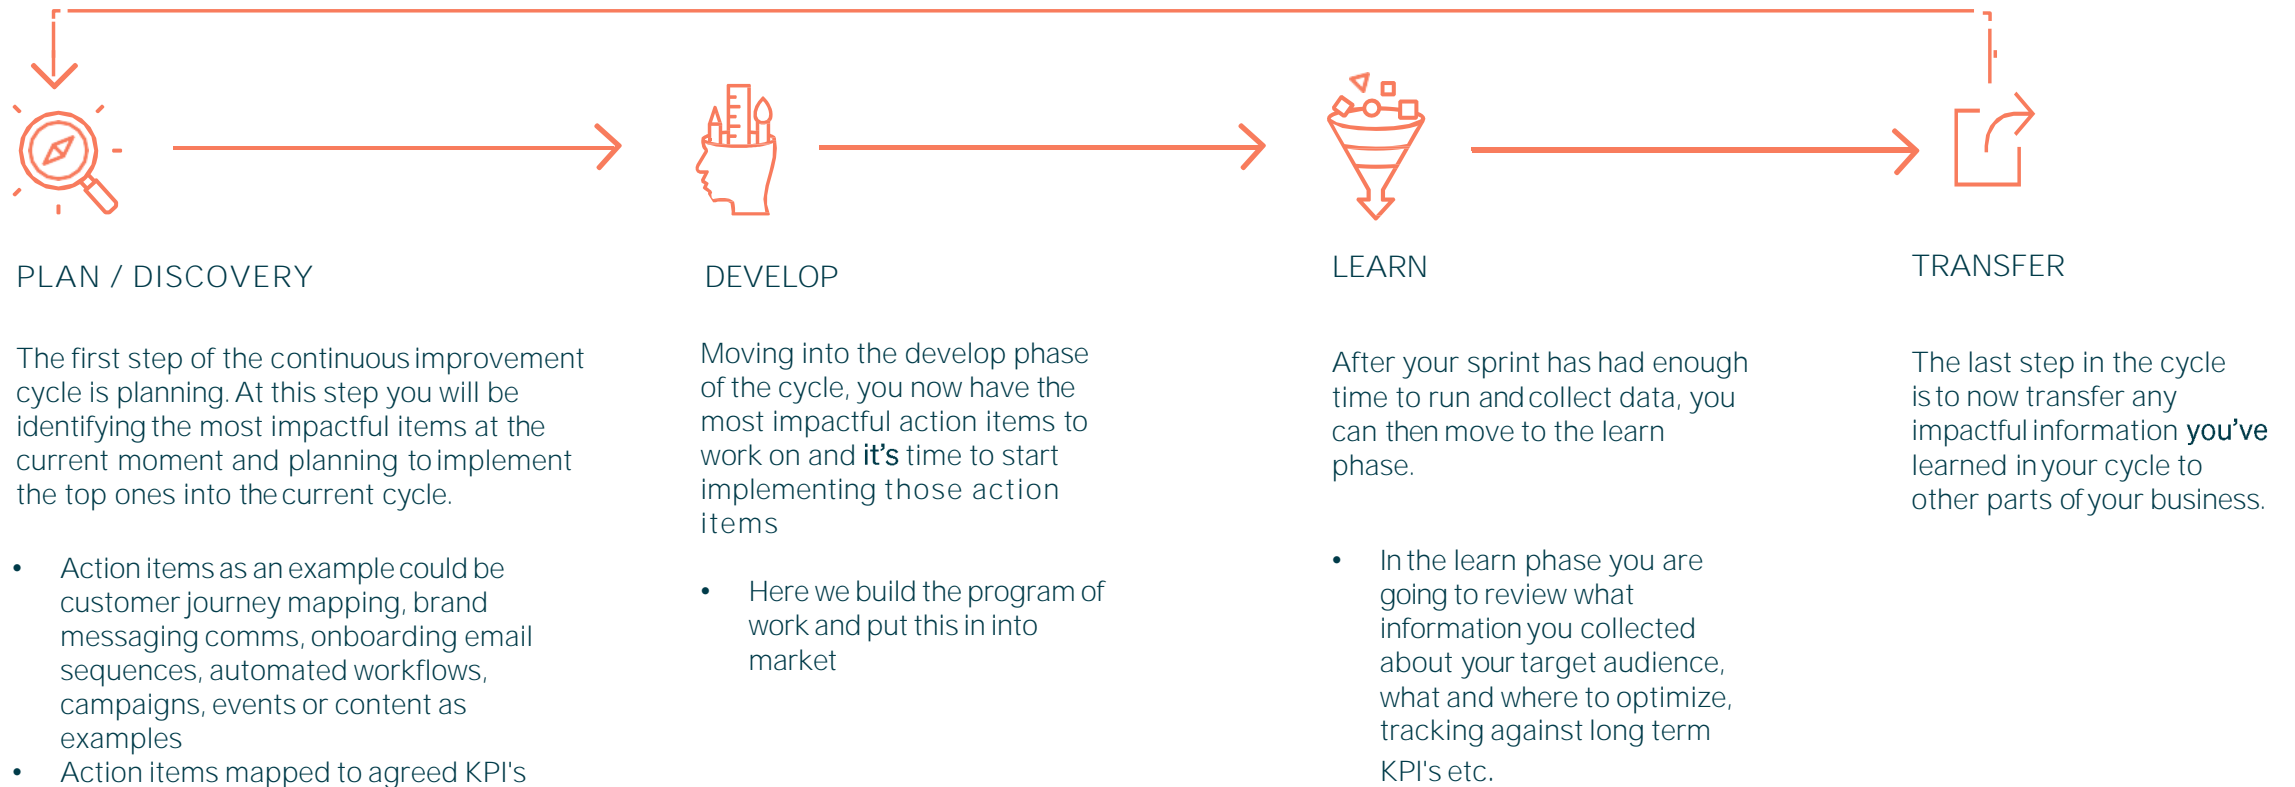 PLAN / DISCOVERY
The first step of the continuous improvement
cycle is planning. At this step you will be
identifying the most impactful items at the
current moment and planning to implement
the top ones into the current cycle.
• Action items as an example could be
customer journey mapping, brand
messaging comms, onboarding email
sequences, automated workflows,
campaigns, events or content as
examples
• Action items mapped to agreed KPI's
DEVELOP
Moving into the develop phase
of the cycle, you now have the
most impactful action items to
work on and it’s time to start
implementing those action
items
• Here we build the program of
work and put this in into
market
LEARN
After your sprint has had enough
time to run and collect data, you
can then move to the learn
phase.
• In the learn phase you are
going to review what
information you collected
about your target audience,
what and where to optimize,
tracking against long term
KPI's etc.
TRANSFER
The last step in the cycle
is to now transfer any
impactful information you’ve
learned in your cycle to
other parts of your business.